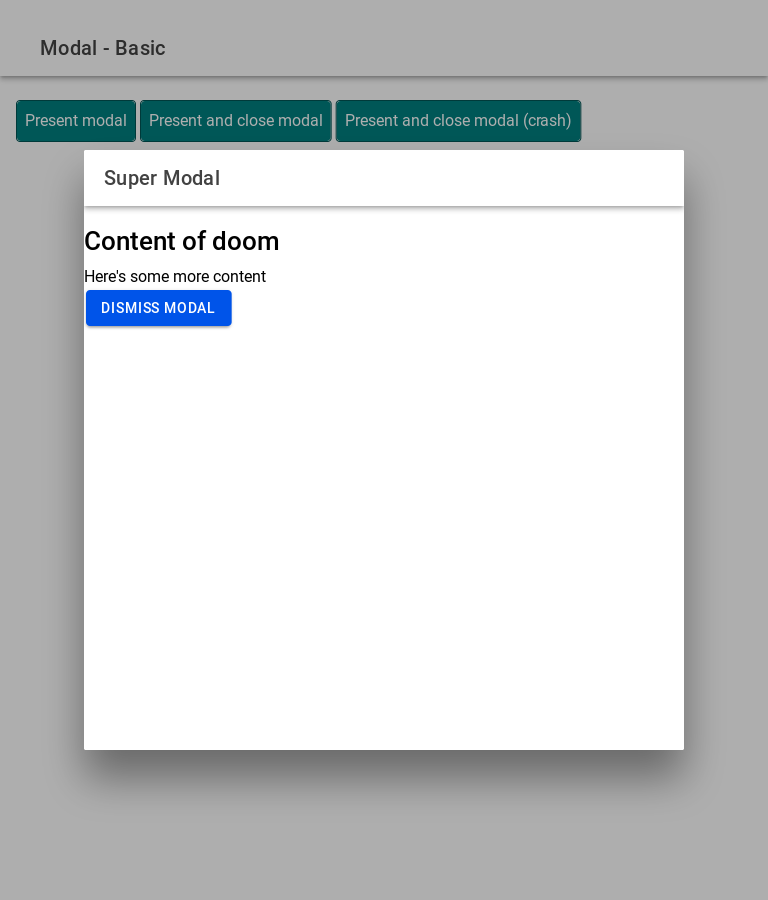 Modal - Basic
Present modal Present and close modal Present and close modal (crash)
Super Modal
Content of doom
Here's some more content
DISMISS MODAL